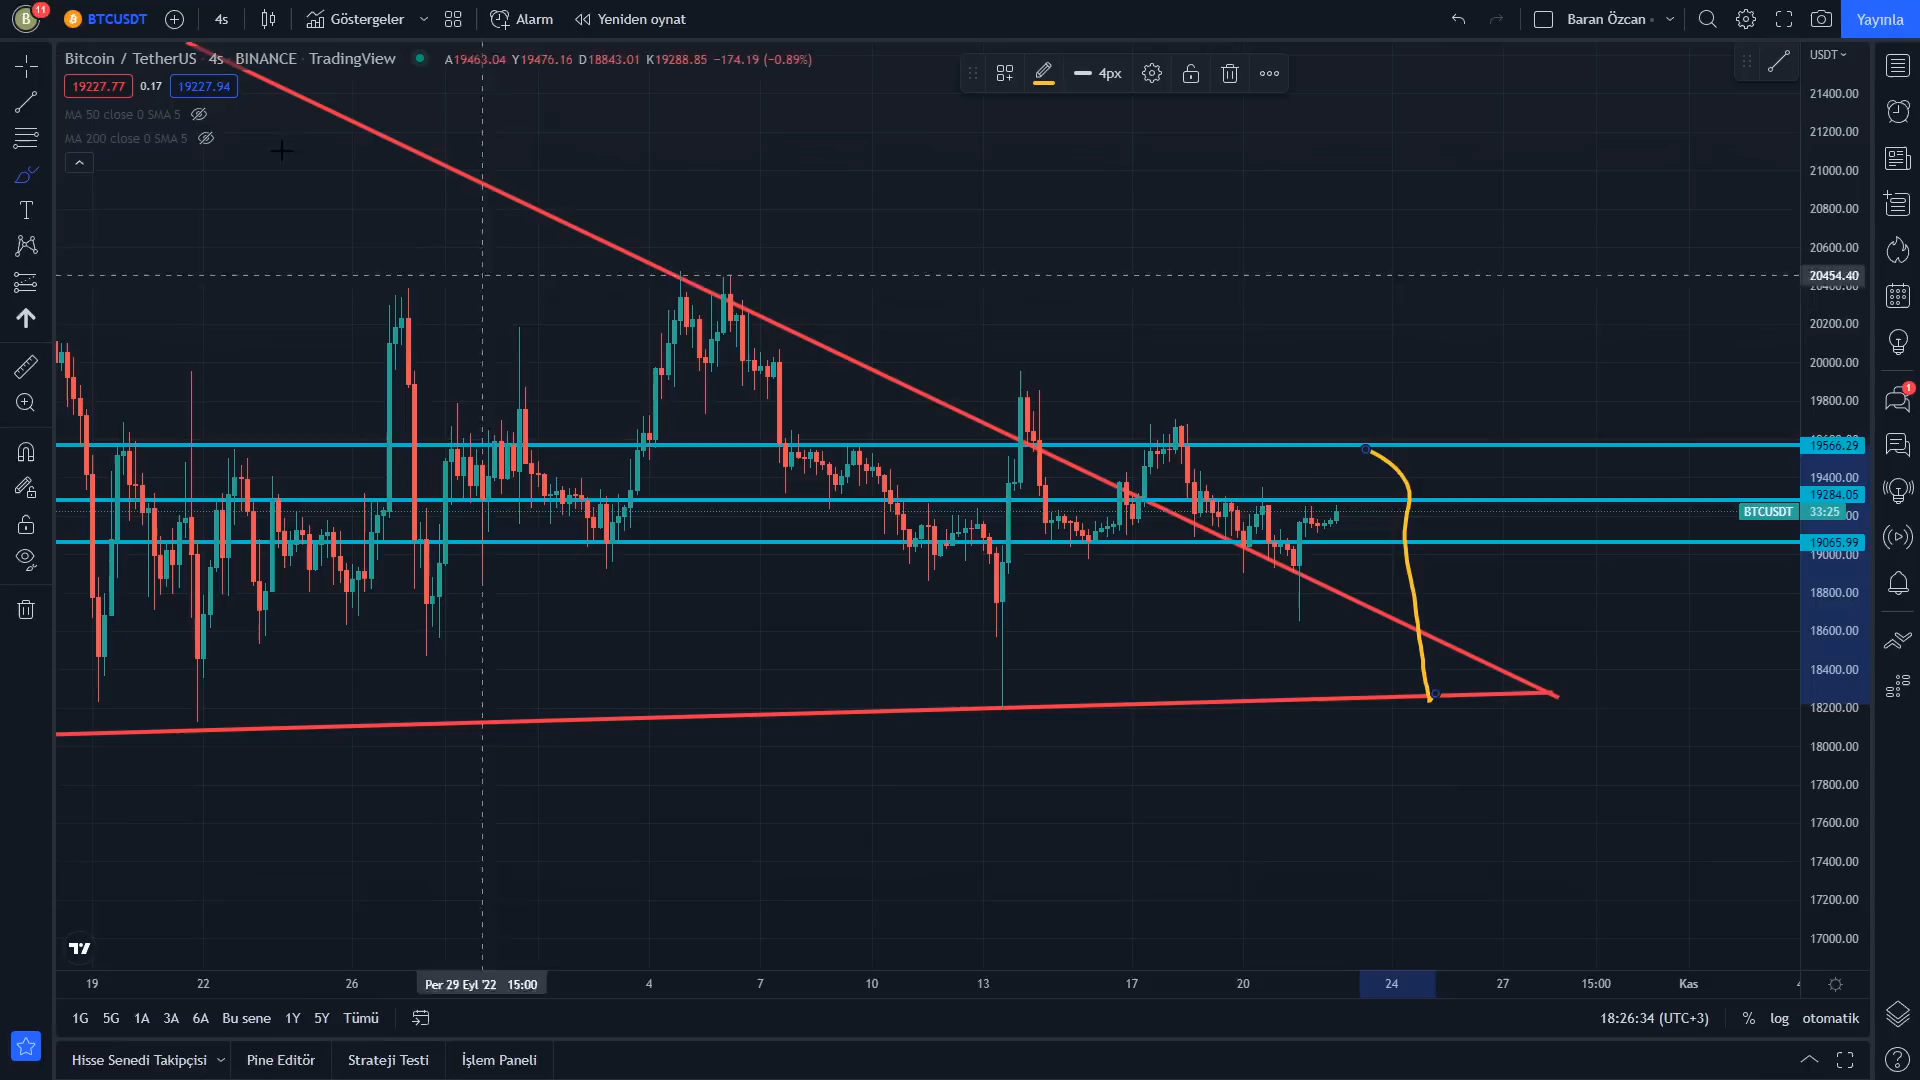 B 11 BTCUSDT 4s Göstergeler Alarm Yeniden oynat Baran Özcan Yayınla
Bitcoin / TetherUS · 4s · BINANCE · TradingView A19463.04 Y19476.16 D18843.01 K19288.85 −174.19 (−0.89%)
19227.77 0.17 19227.94
MA 50 close 0 SMA 5
MA 200 close 0 SMA 5
4px
USDT
21400.00
21200.00
21000.00
20800.00
20600.00
20454.40
20200.00
20000.00
19800.00
19566.29
19400.00
19284.05
BTCUSDT 33:25
19065.99
19000.00
18800.00
18600.00
18400.00
18200.00
18000.00
17800.00
17600.00
17400.00
17200.00
17000.00
1
19 22 26 Per 29 Eyl '22 15:00 4 7 10 13 17 20 24 27 15:00 Kas
1G 5G 1A 3A 6A Bu sene 1Y 5Y Tümü 18:26:34 (UTC+3) % log otomatik
Hisse Senedi Takipçisi Pine Editör Strateji Testi İşlem Paneli